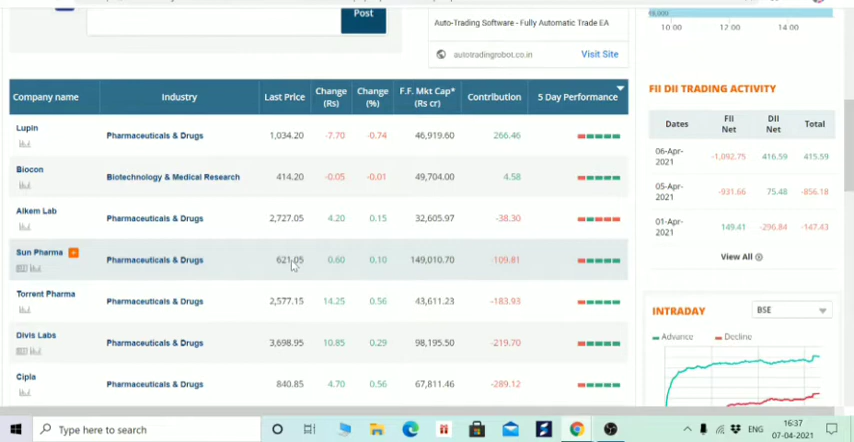 Post
Auto-Trading Software - Fully Automatic Trade EA
autotradingrobot.co.in
Visit Site
10:00 12:00 14:00
Company name Industry Last Price Change (Rs) Change (%) F.F. Mkt Cap* (Rs cr) Contribution 5 Day Performance
Lupin Pharmaceuticals & Drugs 1,034.20 -7.70 -0.74 46,919.60 266.46
Biocon Biotechnology & Medical Research 414.20 -0.05 -0.01 49,704.00 4.58
Alkem Lab Pharmaceuticals & Drugs 2,727.05 4.20 0.15 32,605.97 -38.30
Sun Pharma + Pharmaceuticals & Drugs 621.05 0.60 0.10 149,010.70 -109.81
Torrent Pharma Pharmaceuticals & Drugs 2,577.15 14.25 0.56 43,611.23 -183.93
Divis Labs Pharmaceuticals & Drugs 3,698.95 10.85 0.29 98,195.50 -219.70
Cipla Pharmaceuticals & Drugs 840.85 4.70 0.56 67,811.46 -289.12
FII DII TRADING ACTIVITY
Dates FII Net DII Net Total
06-Apr-2021 -1,092.75 416.59 415.59
05-Apr-2021 -931.66 75.48 -856.18
01-Apr-2021 149.41 -296.84 -147.43
View All
INTRADAY BSE
Advance Decline
Type here to search
ENG
16:37
07-04-2021